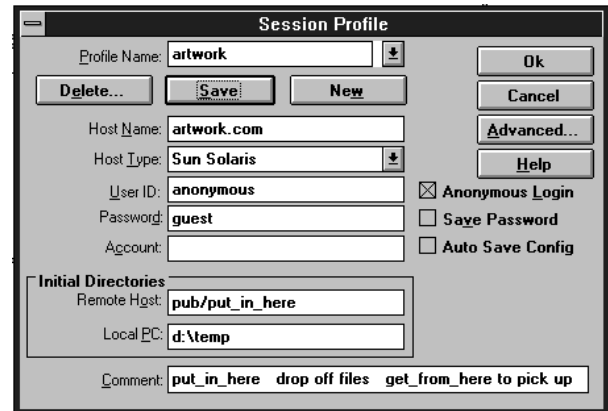 Session Profile
Profile Name: artwork
Ok
Delete... Save New
Cancel
Host Name: artwork.com
Advanced...
Host Type: Sun Solaris
Help
User ID: anonymous
Anonymous Login
Password: guest
Save Password
Account:
Auto Save Config
Initial Directories
Remote Host: pub/put_in_here
Local PC: d:\temp
Comment: put_in_here drop off files get_from_here to pick up